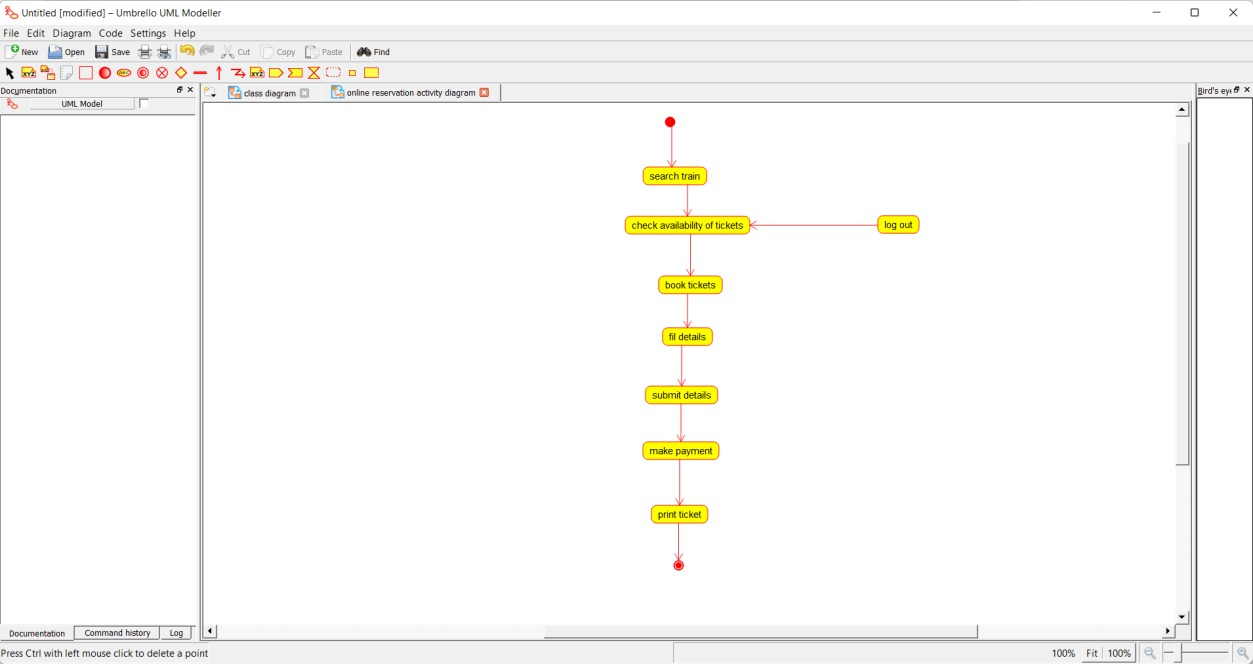 Untitled [modified] – Umbrello UML Modeller
File Edit Diagram Code Settings Help
New Open Save Cut Copy Paste Find
XYZ XYZ
Documentation
UML Model
class diagram online reservation activity diagram
Bird's eye
search train
check availability of tickets log out
book tickets
fil details
submit details
make payment
print ticket
Documentation Command history Log
Press Ctrl with left mouse click to delete a point
100% Fit 100%